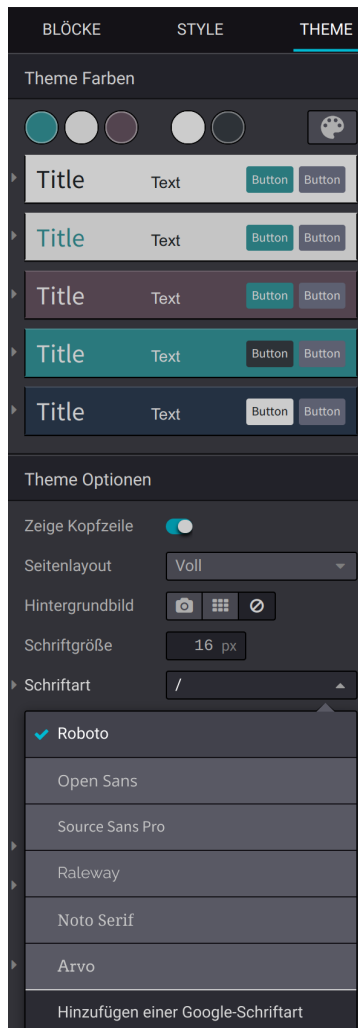 BLÖCKE STYLE THEME
Theme Farben
Title Text Button Button
Title Text Button Button
Title Text Button Button
Title Text Button Button
Title Text Button Button
Theme Optionen
Zeige Kopfzeile
Seitenlayout Voll
Hintergrundbild
Schriftgröße 16 px
Schriftart /
Roboto
Open Sans
Source Sans Pro
Raleway
Noto Serif
Arvo
Hinzufügen einer Google-Schriftart